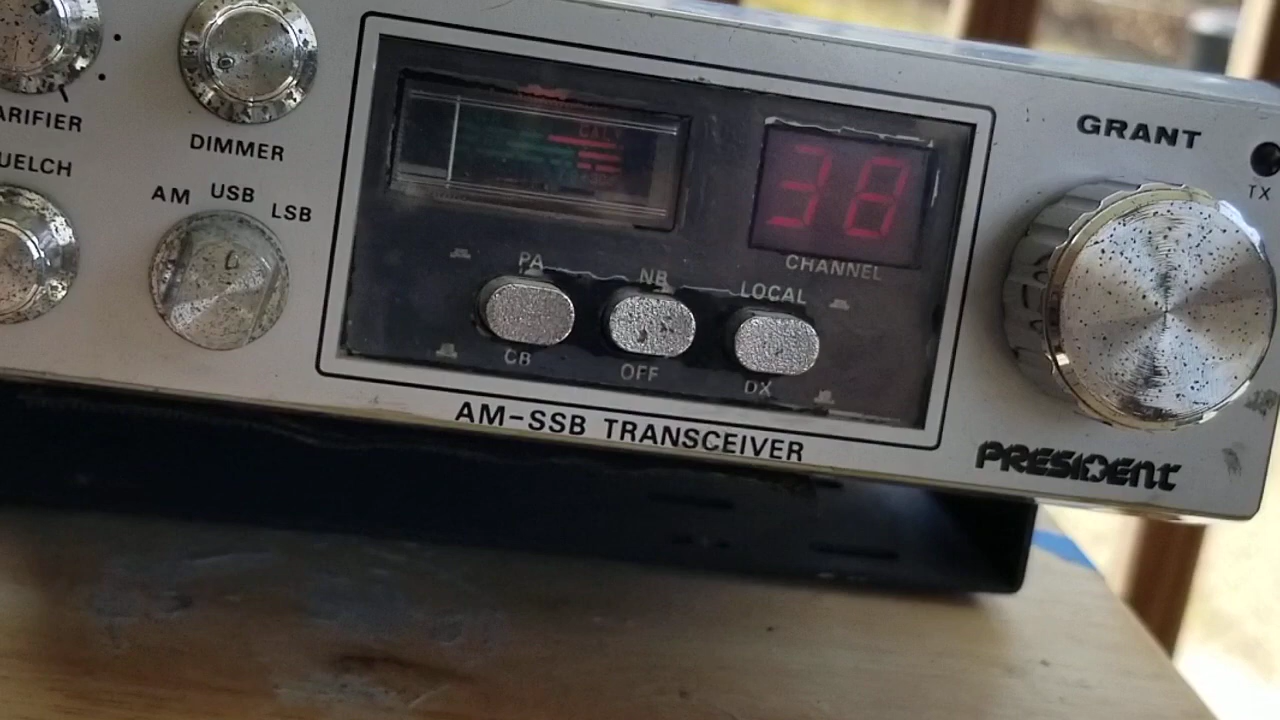 ARIFIER
DIMMER
UELCH
AM USB LSB
CAL
38
CHANNEL
PA NB LOCAL
CB OFF DX
AM-SSB TRANSCEIVER
GRANT
TX
PRESIDENT